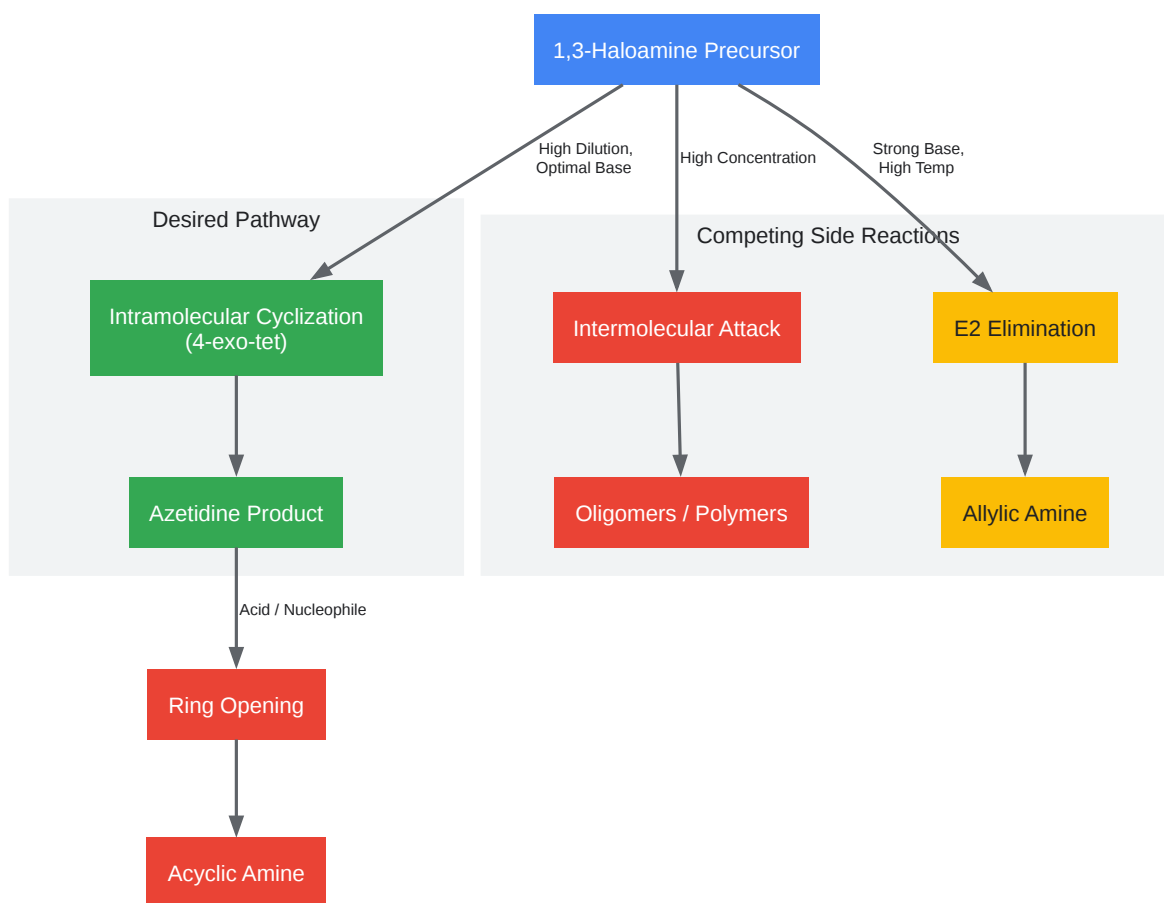 1,3-Haloamine Precursor
High Dilution,
Optimal Base
High Concentration
Strong Base,
High Temp
Desired Pathway
Competing Side Reactions
Intramolecular Cyclization
(4-exo-tet)
Intermolecular Attack
E2 Elimination
Azetidine Product
Oligomers / Polymers
Allylic Amine
Acid / Nucleophile
Ring Opening
Acyclic Amine